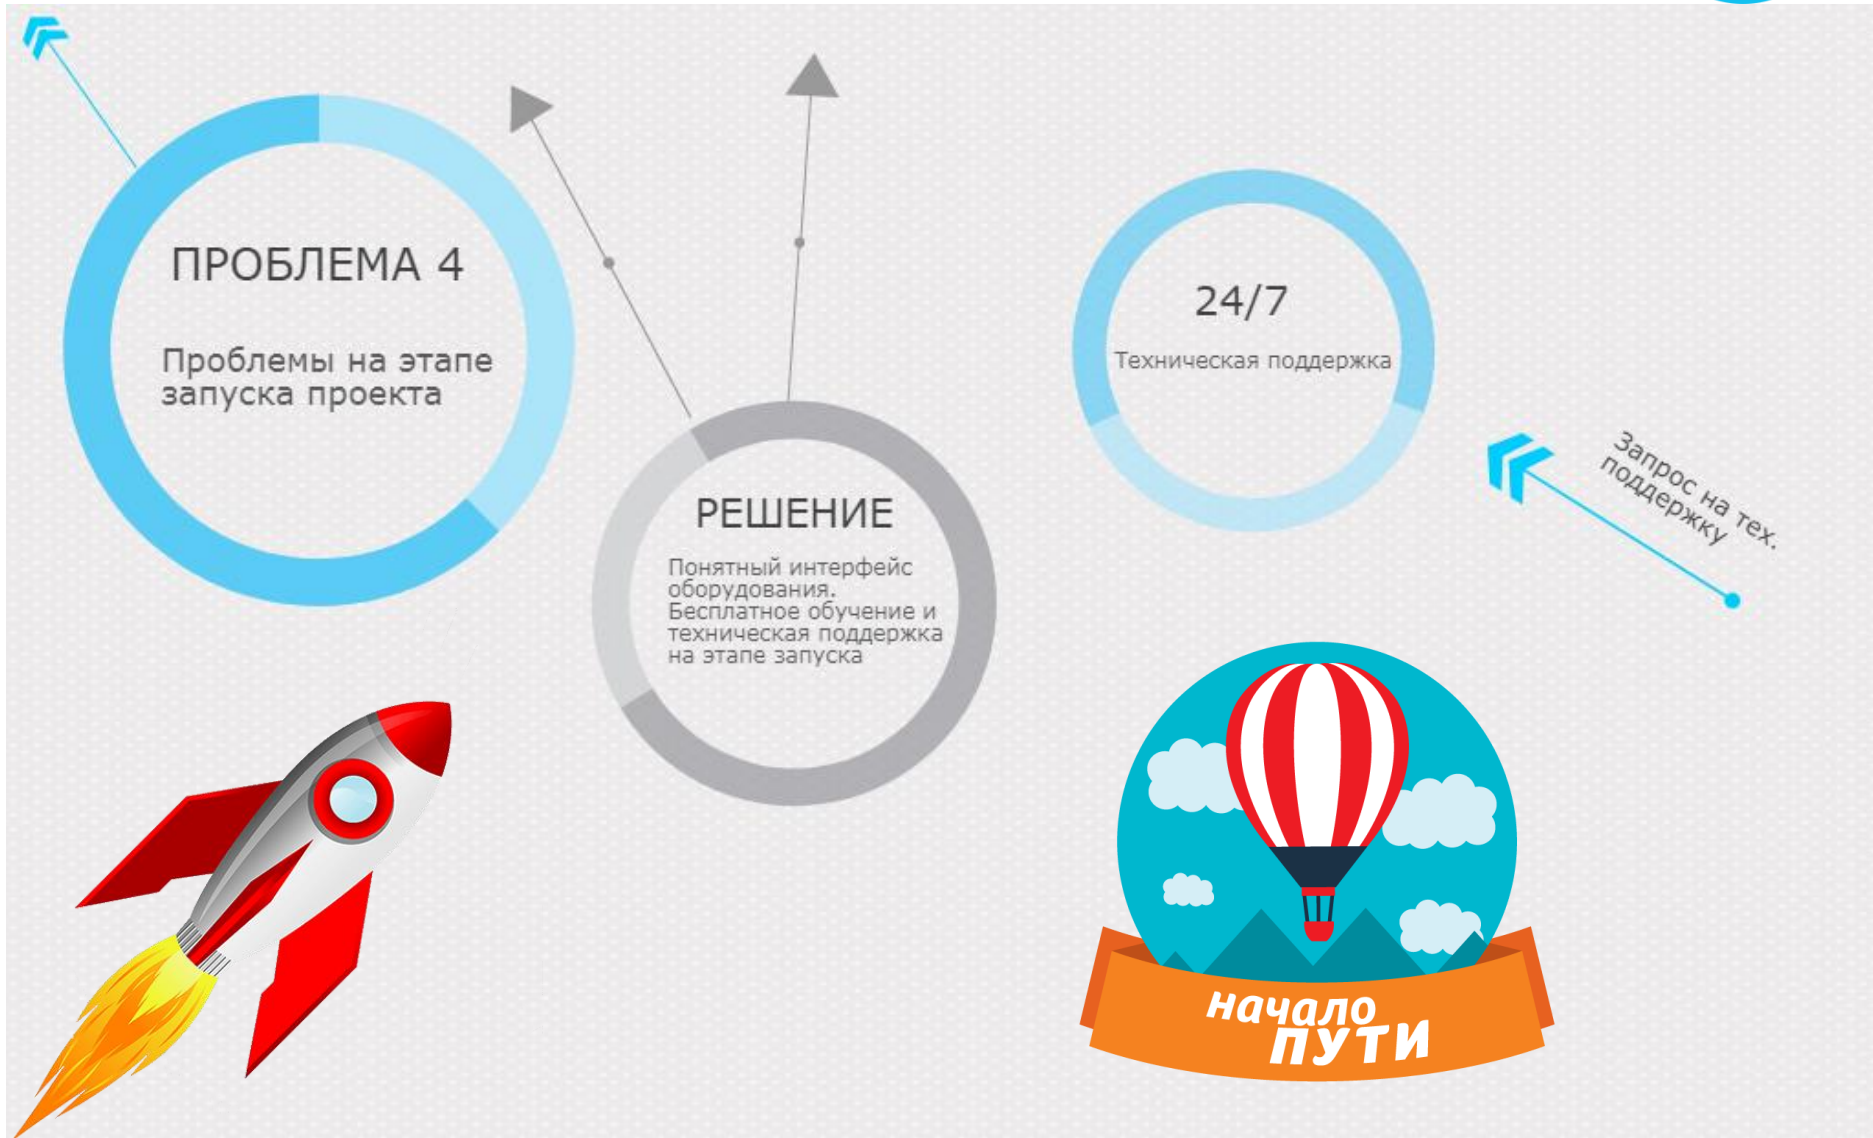 ПРОБЛЕМА 4
Проблемы на этапе
запуска проекта
РЕШЕНИЕ
Понятный интерфейс
оборудования.
Бесплатное обучение и
техническая поддержка
на этапе запуска
24/7
Техническая поддержка
Запрос на тех.
поддержку
начало
ПУТИ